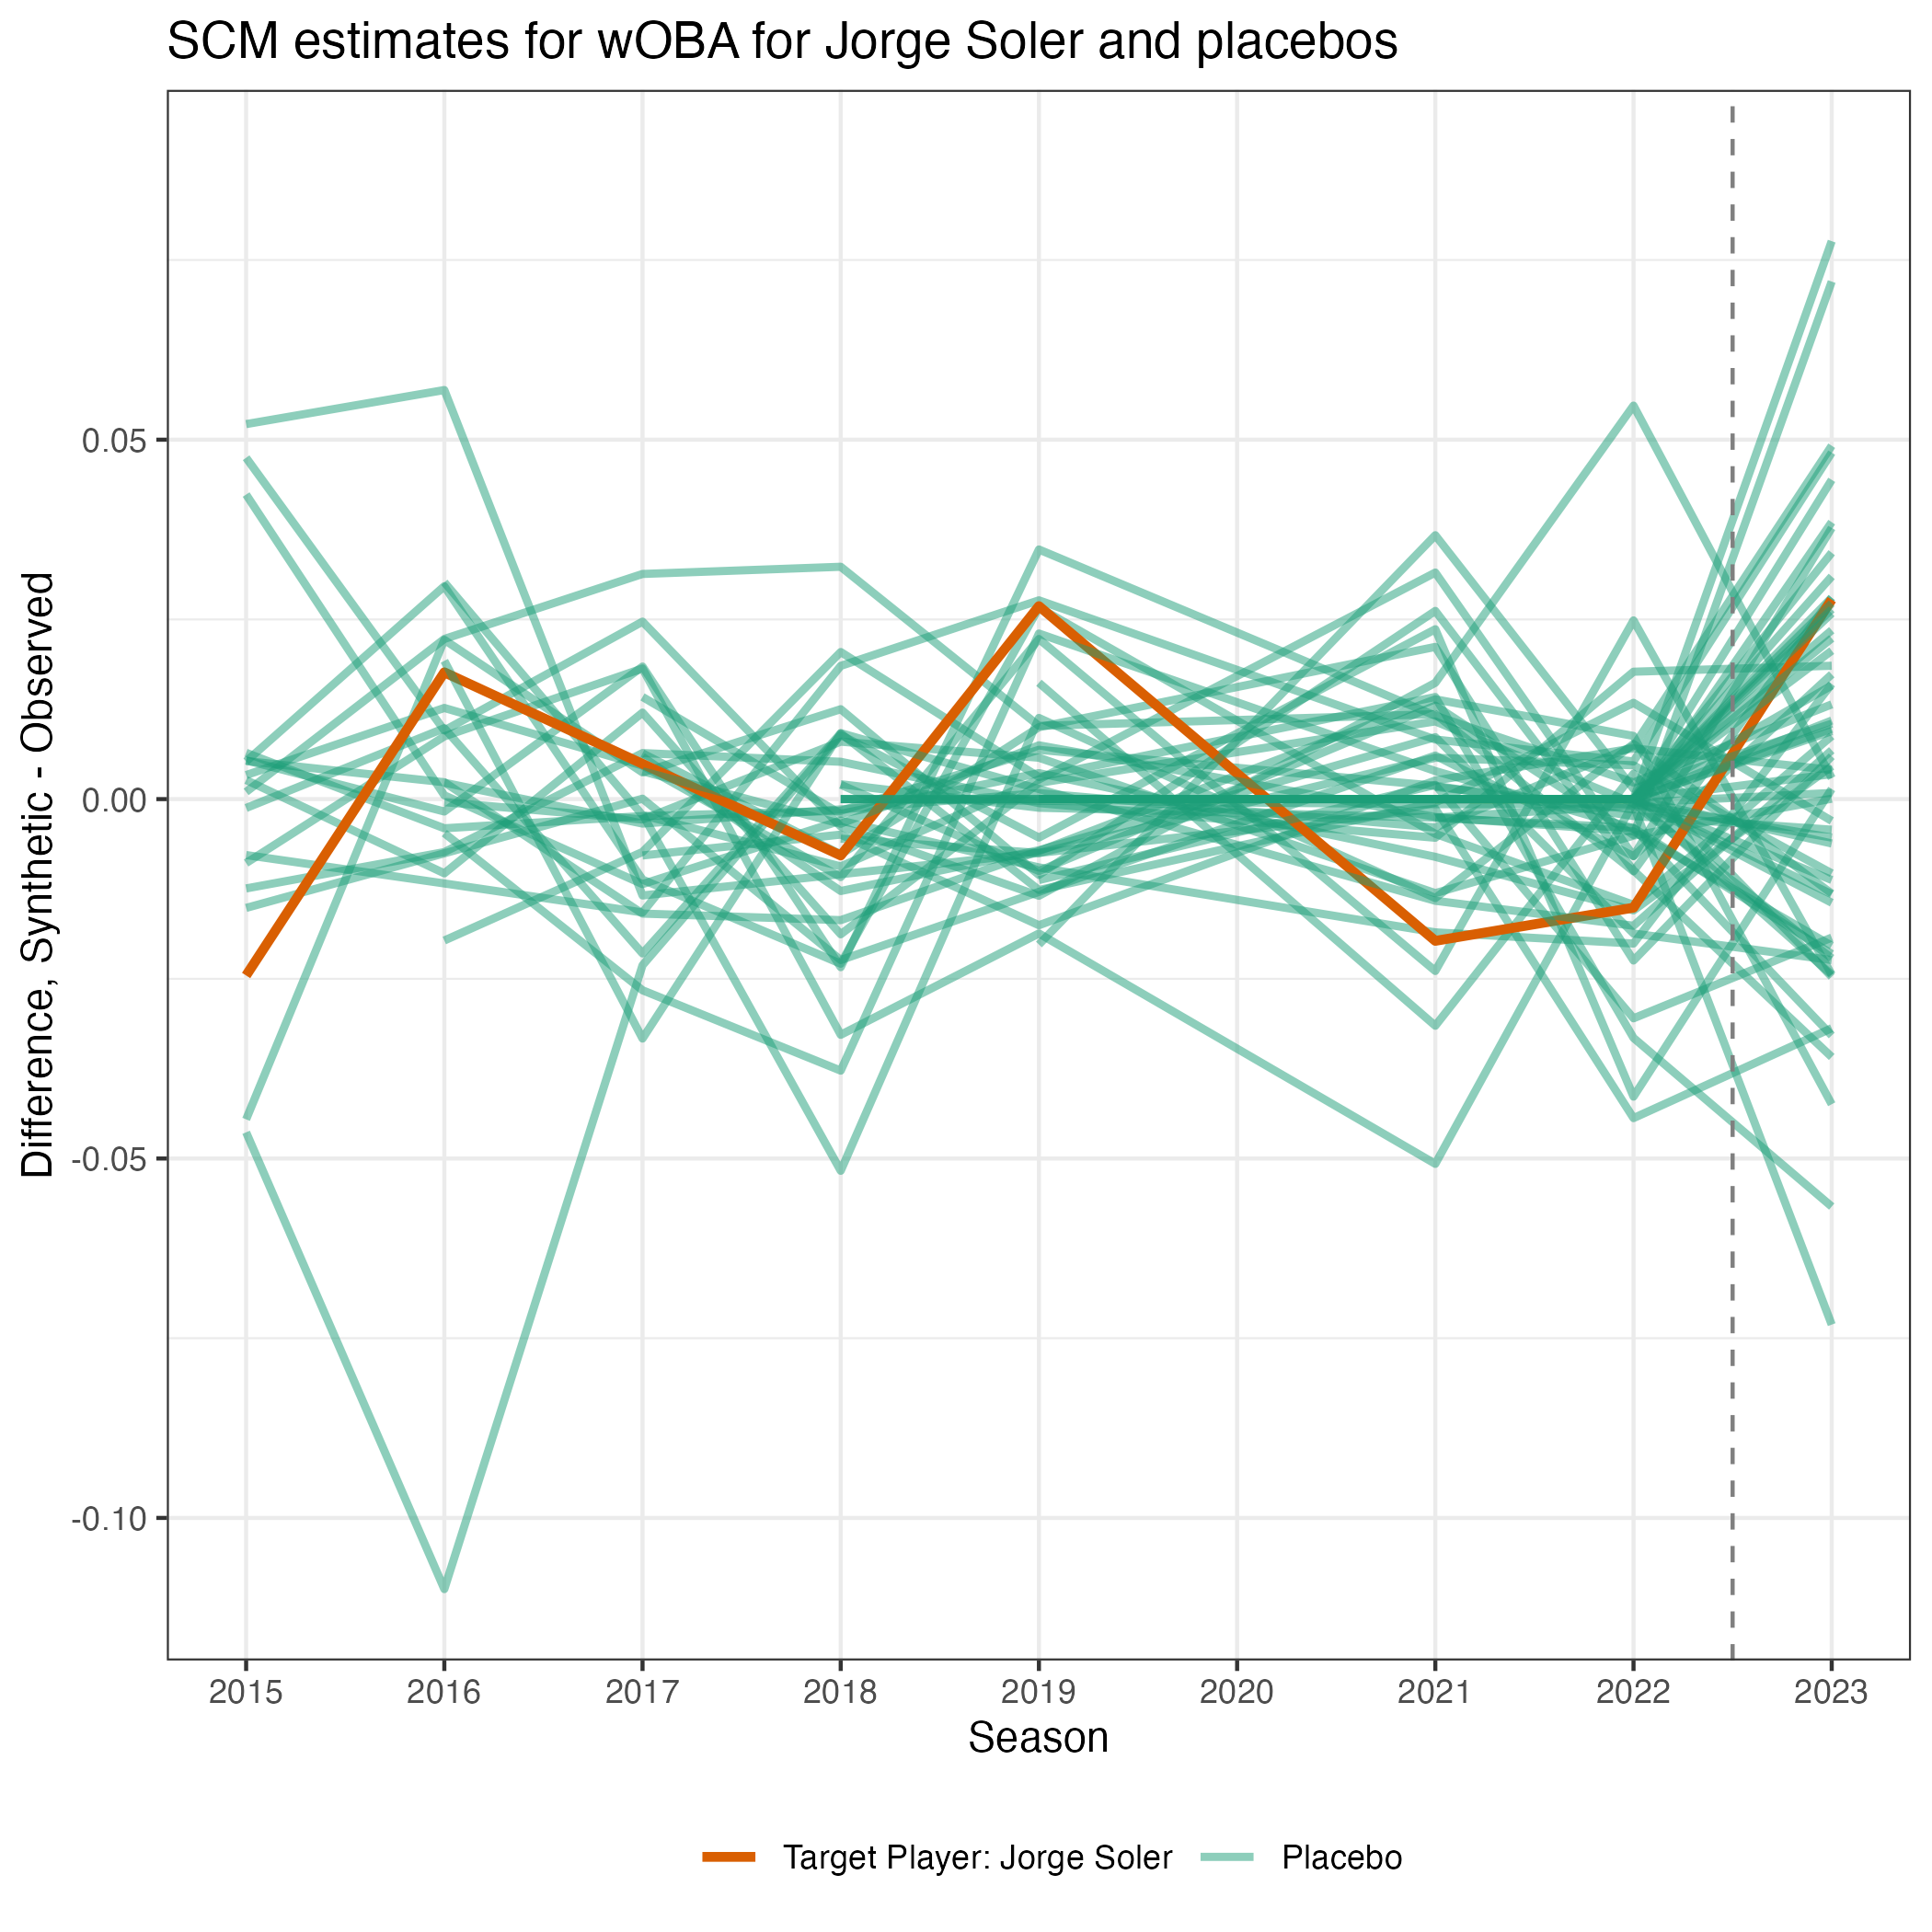 SCM estimates for wOBA for Jorge Soler and placebos
Difference, Synthetic - Observed
0.05
0.00
-0.05
-0.10
2015 2016 2017 2018 2019 2020 2021 2022 2023
Season
Target Player: Jorge Soler Placebo